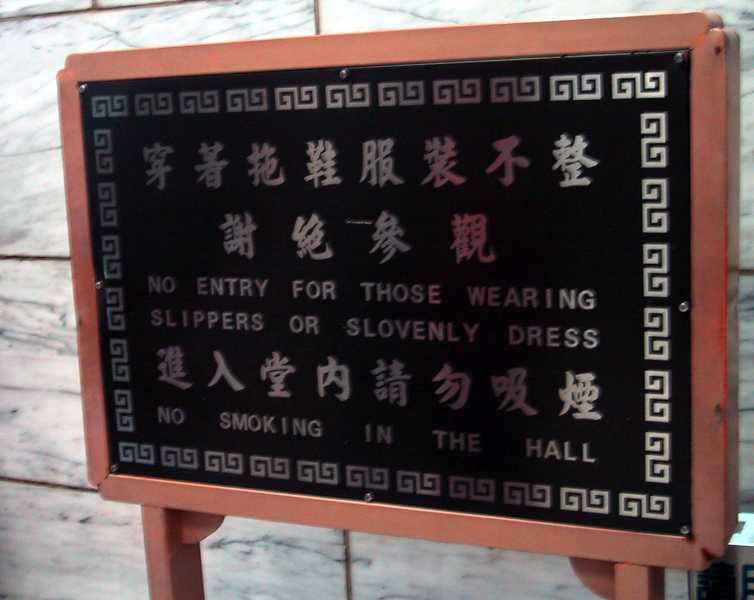 穿著拖鞋服裝不整
謝絕參觀
NO ENTRY FOR THOSE WEARING
SLIPPERS OR SLOVENLY DRESS
進入堂內請勿吸煙
NO SMOKING IN THE HALL